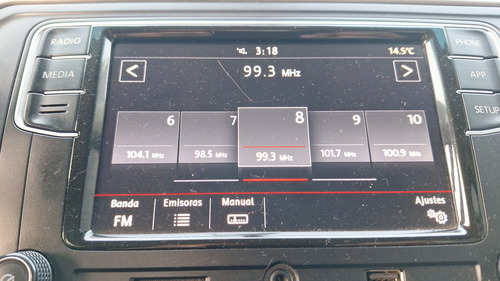 RADIO
MEDIA
PHONE
APP
SETUP
3:18
14.5°C
99.3 MHz
6
7
8
9
10
104.1 MHz
98.5 MHz
99.3 MHz
101.7 MHz
100.9 MHz
Banda
FM
Emisoras
Manual
Ajustes